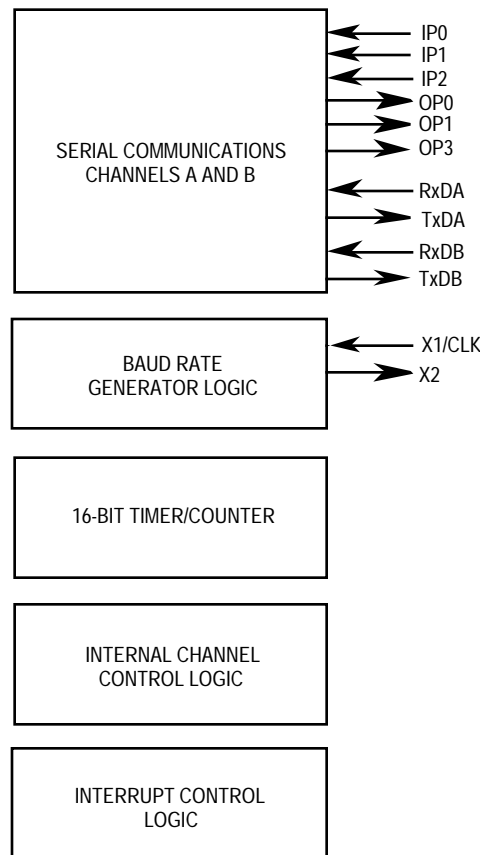 SERIAL COMMUNICATIONS
CHANNELS A AND B
IP0
IP1
IP2
OP0
OP1
OP3
RxDA
TxDA
RxDB
TxDB
BAUD RATE
GENERATOR LOGIC
X1/CLK
X2
16-BIT TIMER/COUNTER
INTERNAL CHANNEL
CONTROL LOGIC
INTERRUPT CONTROL
LOGIC